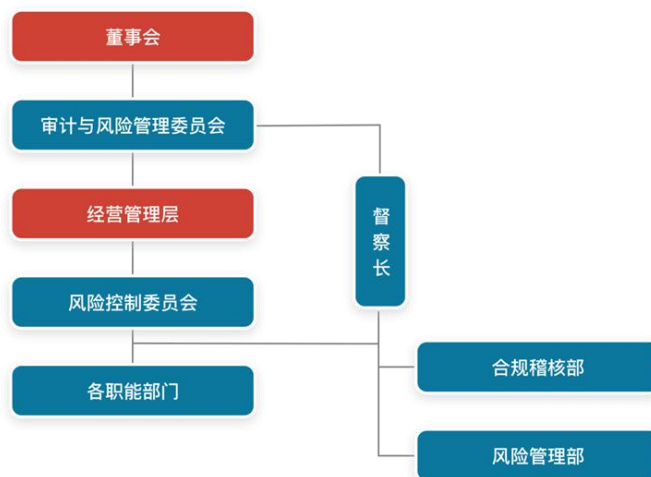 董事会
审计与风险管理委员会
经营管理层
督察长
风险控制委员会
各职能部门
合规稽核部
风险管理部